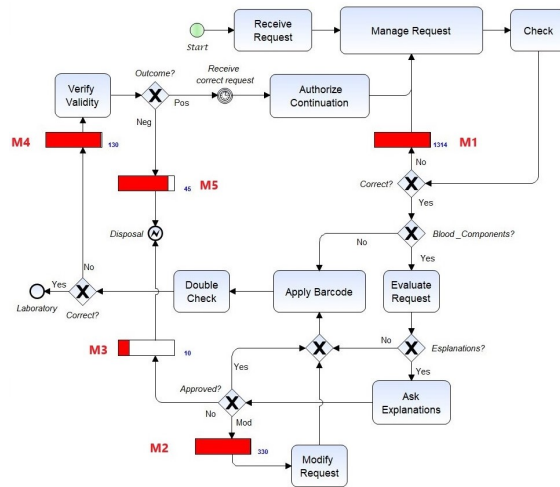 Start
Receive
Request
Manage Request
Check
Verify
Validity
Outcome?
Pos
Neg
Receive
correct request
Authorize
Continuation
M4
130
M1
1314
M5
45
No
Correct?
Yes
Disposal
Blood_Components?
No
Yes
No
Yes
Laboratory
Correct?
Double
Check
Apply Barcode
Evaluate
Request
M3
10
No
Explanations?
Yes
Approved?
Yes
No
Mod
Ask
Explanations
M2
330
Modify
Request